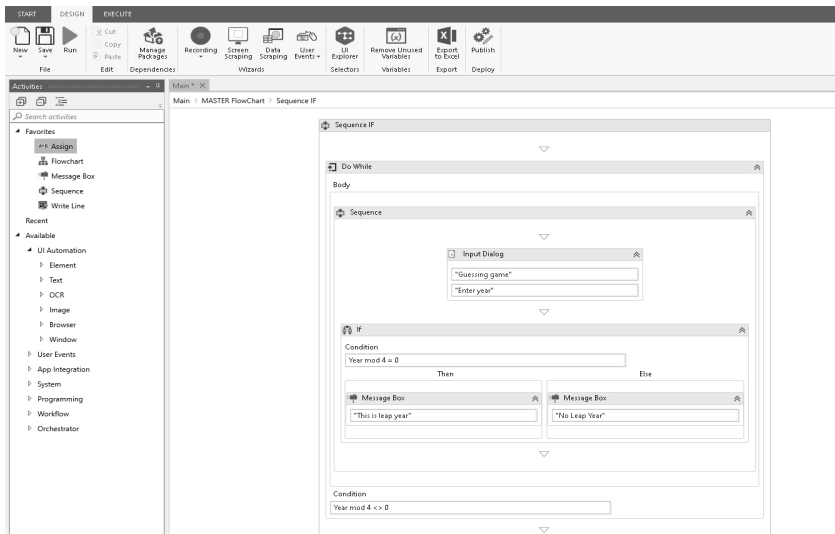 START DESIGN EXECUTE
New
Save
Run
Cut
Copy
Paste
Manage Packages
Recording
Screen Scraping
Data Scraping
User Events
UI Explorer
Remove Unused Variables
Export to Excel
Publish
File Edit Dependencies Wizards Selectors Variables Export Deploy
Activities
Search activities
Favorites
A+B Assign
Flowchart
Message Box
Sequence
Write Line
Recent
Available
UI Automation
Element
Text
OCR
Image
Browser
Window
User Events
App Integration
System
Programming
Workflow
Orchestrator
Main *
Main > MASTER FlowChart > Sequence IF
Sequence IF
Do While
Body
Sequence
Input Dialog
"Guessing game"
"Enter year"
If
Condition
Year mod 4 = 0
Then Else
Message Box
"This is leap year"
Message Box
"No Leap Year"
Condition
Year mod 4 <> 0